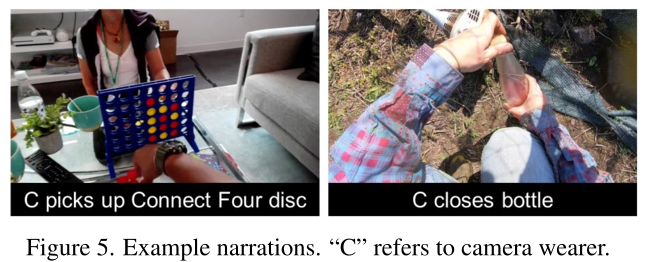 C picks up Connect Four disc
C closes bottle
Figure 5. Example narrations. “C” refers to camera wearer.